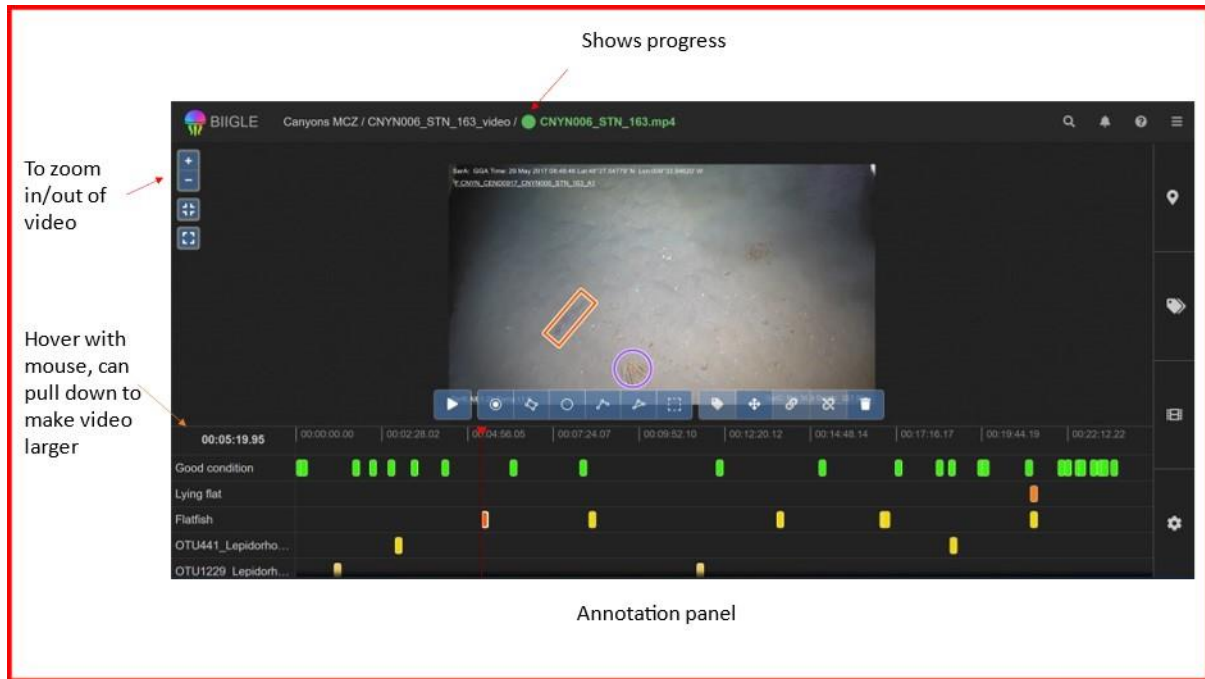 Shows progress
BIIGLE
Canyons MCZ / CNYN006_STN_163_video / CNYN006_STN_163.mp4
To zoom
in/out of
video
Hover with
mouse, can
pull down to
make video
larger
00:05:19.95
00:00:00.00
00:02:28.02
00:04:56.05
00:07:24.07
00:09:52.10
00:12:20.12
00:14:48.14
00:17:16.17
00:19:44.19
00:22:12.22
Good condition
Lying flat
Flatfish
OTU441_Lepidorho...
OTU1229_Lepidorh...
Annotation panel